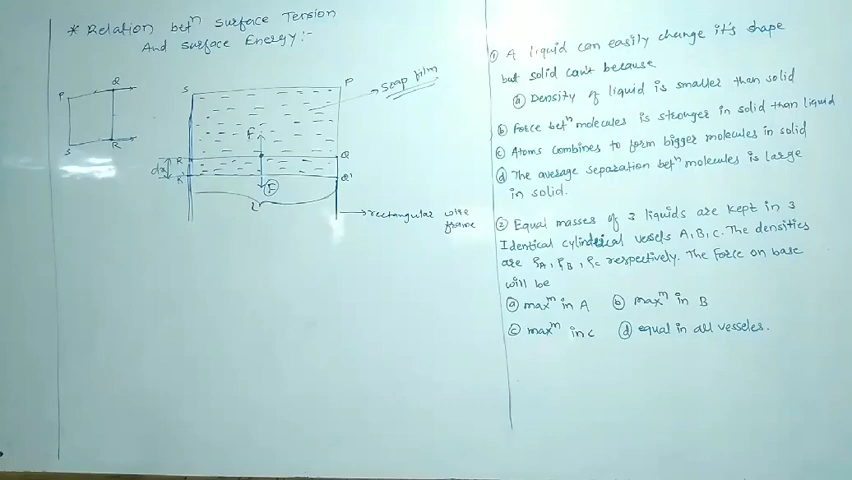 * Relation betⁿ surface Tension
And surface Energy:-
P
Q
S
R
S
P
soap film
F
dx
R
Q
R'
Q'
F
L
rectangular wire
frame
① A liquid can easily change it's shape
but solid can't because
ⓐ Density of liquid is smaller than solid
ⓑ Force betⁿ molecules is stronger in solid than liquid
ⓒ Atoms combines to form bigger molecules in solid
ⓓ The average separation betⁿ molecules is large
in solid.
② Equal masses of 3 liquids are kept in 3
Identical cylindrical vessels A, B, C. The densities
are ρA, ρB, ρc respectively. The Force on base
will be
ⓐ maxᵐ in A ⓑ maxᵐ in B
ⓒ maxᵐ in c ⓓ equal in all vesseles.